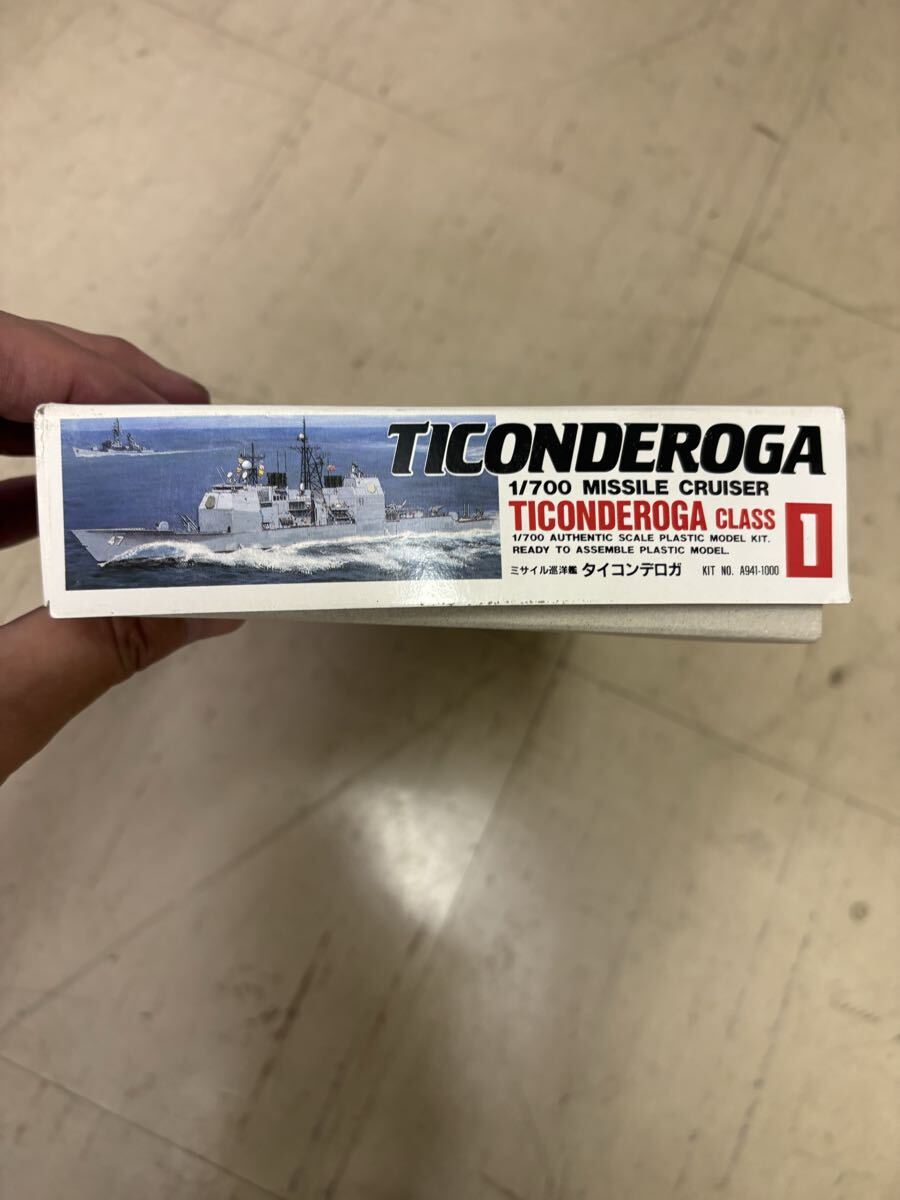 TICONDEROGA
1/700 MISSILE CRUISER
TICONDEROGA CLASS
1/700 AUTHENTIC SCALE PLASTIC MODEL KIT.
READY TO ASSEMBLE PLASTIC MODEL.
ミサイル巡洋艦 タイコンデロガ KIT NO. A941-1000
1
47